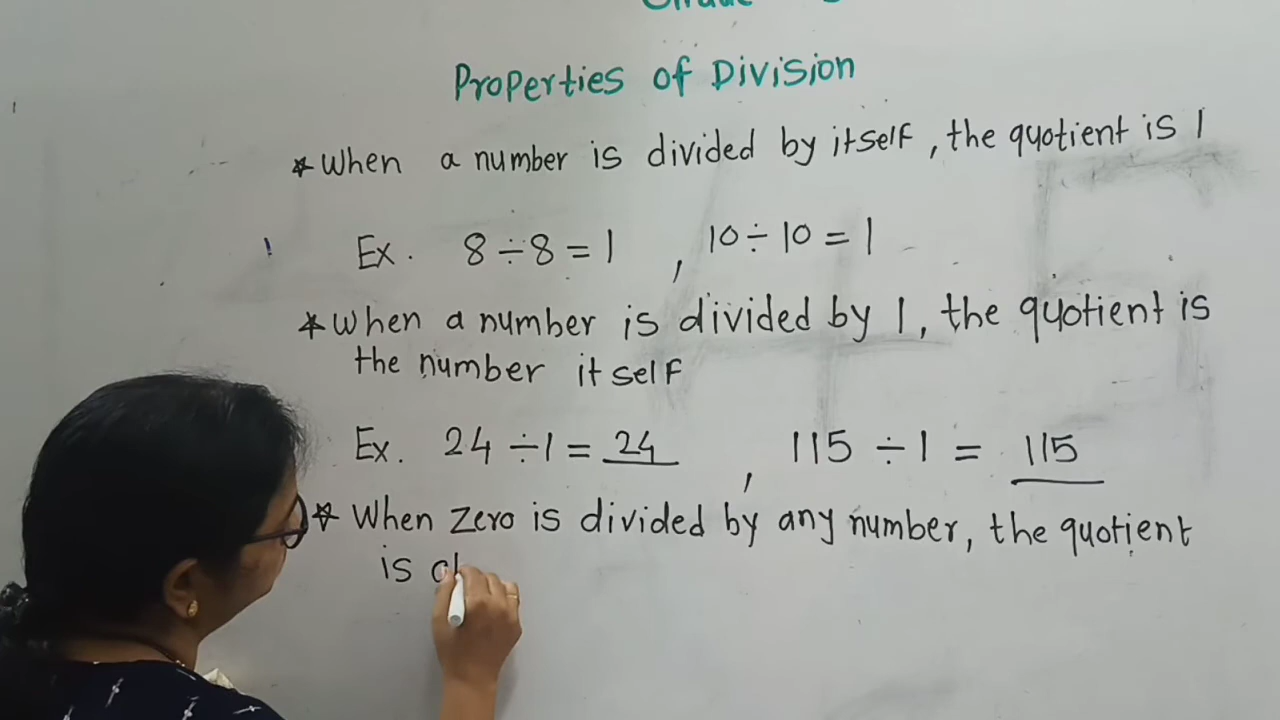 Properties of Division
* When a number is divided by itself, the quotient is 1
Ex. 8 ÷ 8 = 1 , 10 ÷ 10 = 1
* When a number is divided by 1, the quotient is
the number itself
Ex. 24 ÷ 1 = 24 , 115 ÷ 1 = 115
* When zero is divided by any number, the quotient
is